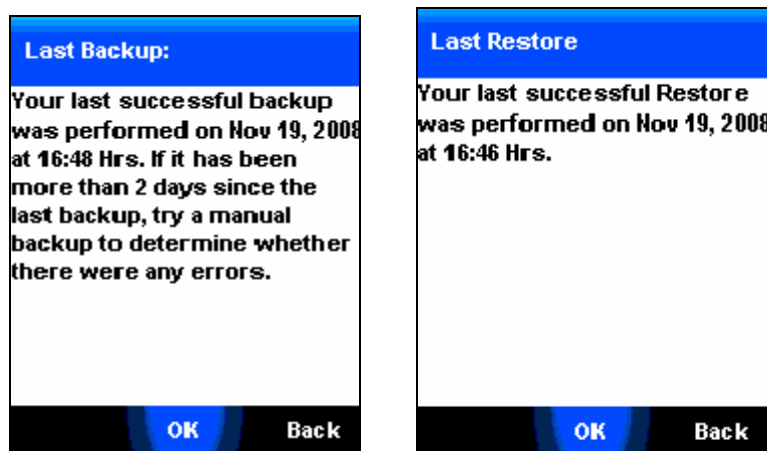 Last Backup:
Your last successful backup
was performed on Nov 19, 2008
at 16:48 Hrs. If it has been
more than 2 days since the
last backup, try a manual
backup to determine whether
there were any errors.
OK Back
Last Restore
Your last successful Restore
was performed on Nov 19, 2008
at 16:46 Hrs.
OK Back